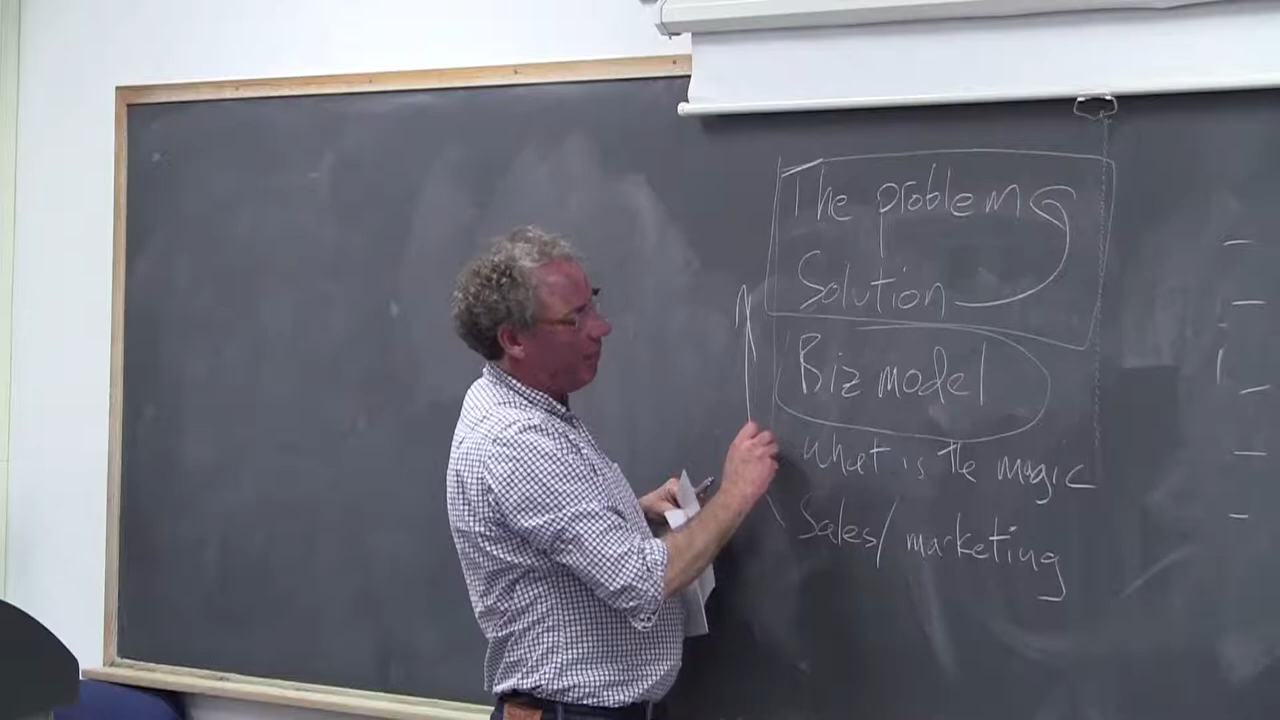 The problem
Solution
Biz model
What is the magic
Sales/marketing